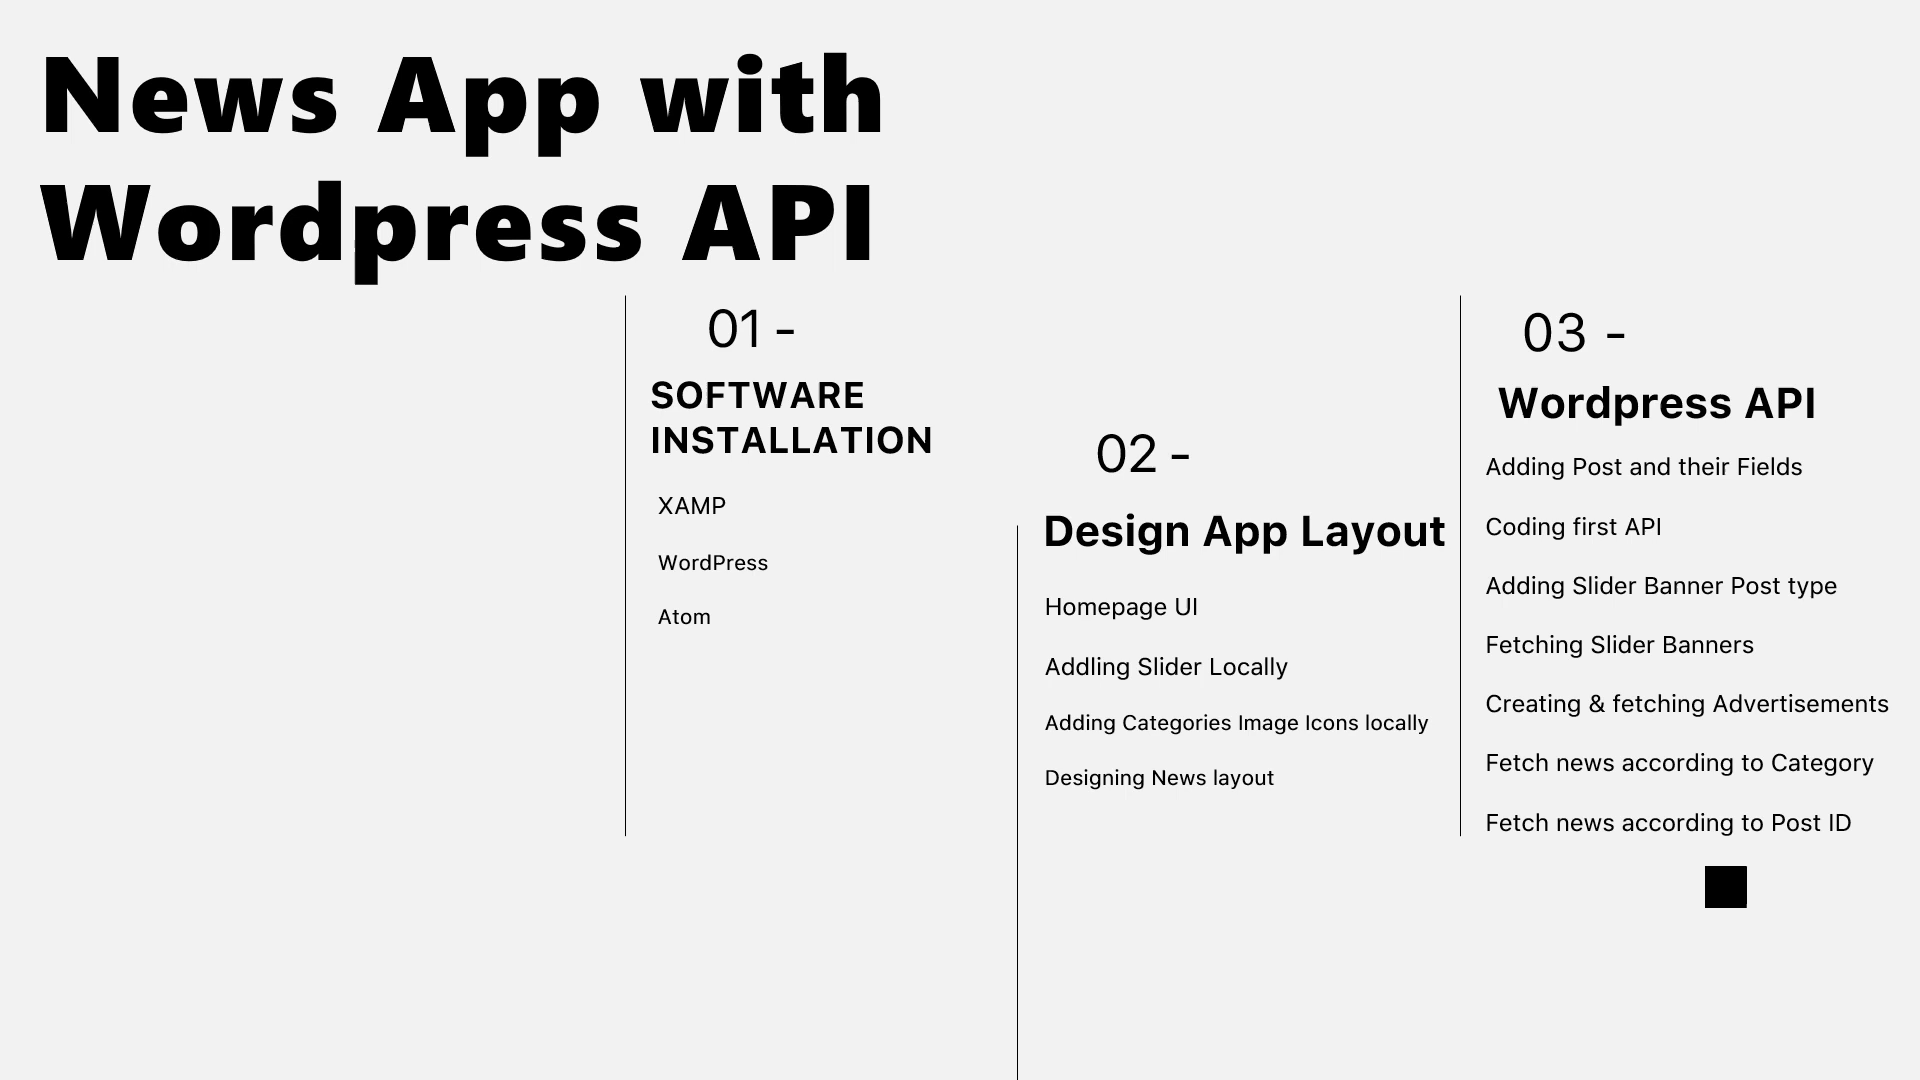 News App with
Wordpress API
01 -
SOFTWARE
INSTALLATION
XAMP
WordPress
Atom
02 -
Design App Layout
Homepage UI
Addling Slider Locally
Adding Categories Image Icons locally
Designing News layout
03 -
Wordpress API
Adding Post and their Fields
Coding first API
Adding Slider Banner Post type
Fetching Slider Banners
Creating & fetching Advertisements
Fetch news according to Category
Fetch news according to Post ID